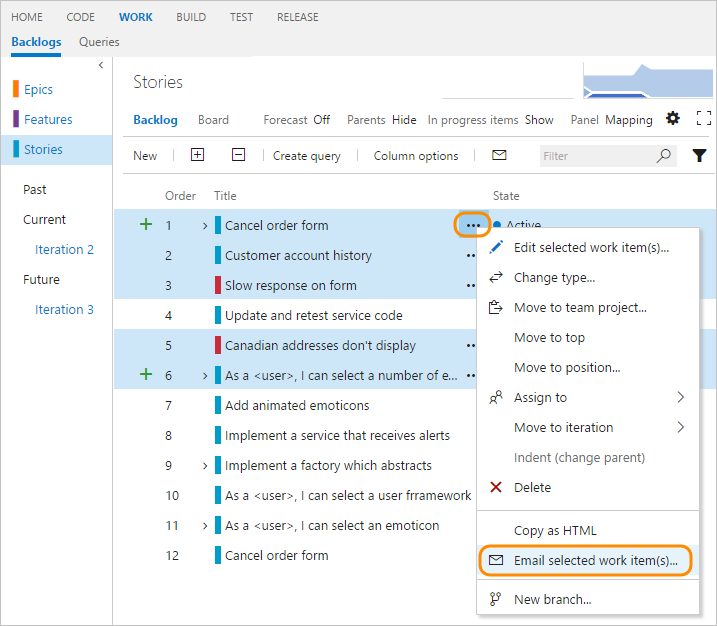 HOME CODE WORK BUILD TEST RELEASE
Backlogs Queries
Epics
Features
Stories
Past
Current
Iteration 2
Future
Iteration 3
Stories
Backlog Board Forecast Off Parents Hide In progress items Show Panel Mapping
New Create query Column options Filter
Order Title State
1 Cancel order form ••• Active
2 Customer account history
3 Slow response on form
4 Update and retest service code
5 Canadian addresses don't display
6 As a <user>, I can select a number of e...
7 Add animated emoticons
8 Implement a service that receives alerts
9 Implement a factory which abstracts
10 As a <user>, I can select a user frramework
11 As a <user>, I can select an emoticon
12 Cancel order form
Edit selected work item(s)...
Change type...
Move to team project...
Move to top
Move to position...
Assign to
Move to iteration
Indent (change parent)
Delete
Copy as HTML
Email selected work item(s)...
New branch...